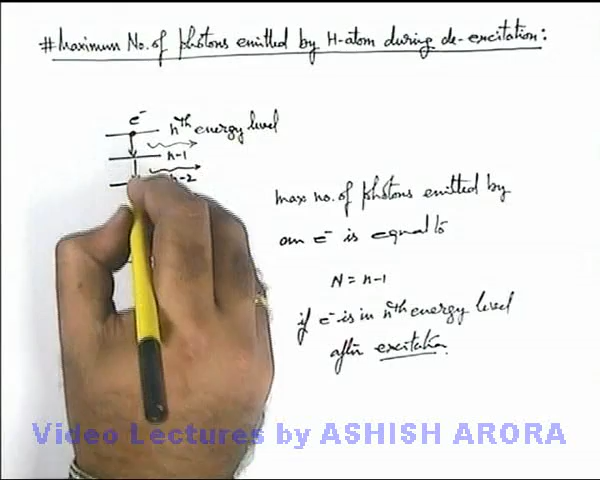 # Maximum No. of photons emitted by H-atom during de-excitation:
e⁻
nth energy level
n-1
n-2
max no. of photons emitted by
an e⁻ is equal to
N = n-1
if e⁻ is in nth energy level
after excitation.
Video Lectures by ASHISH ARORA